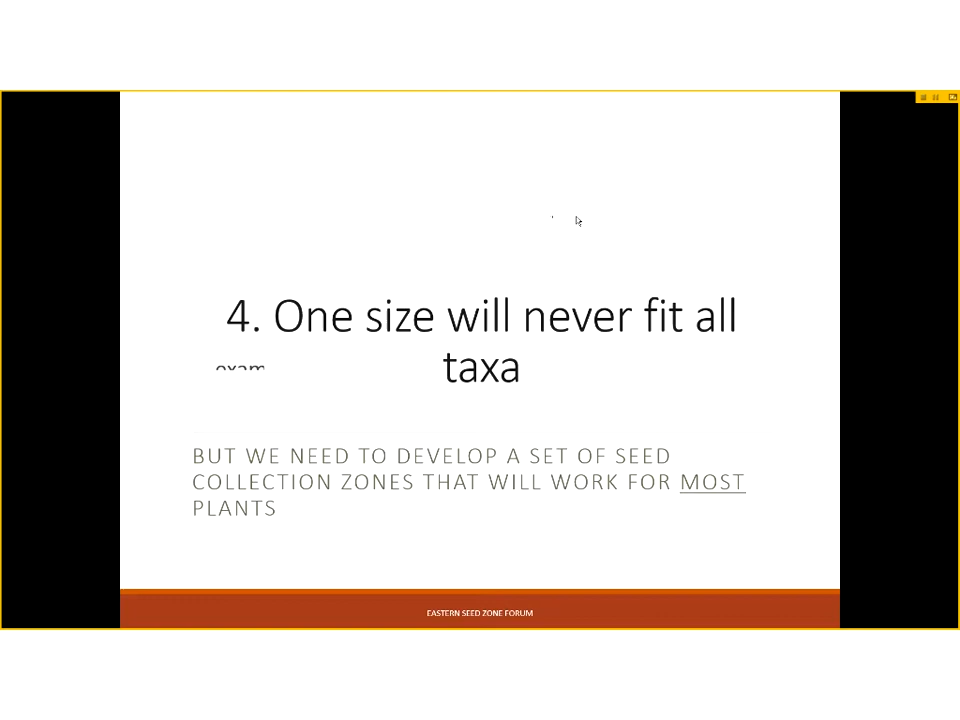 4. One size will never fit all
taxa
BUT WE NEED TO DEVELOP A SET OF SEED
COLLECTION ZONES THAT WILL WORK FOR MOST
PLANTS
EASTERN SEED ZONE FORUM